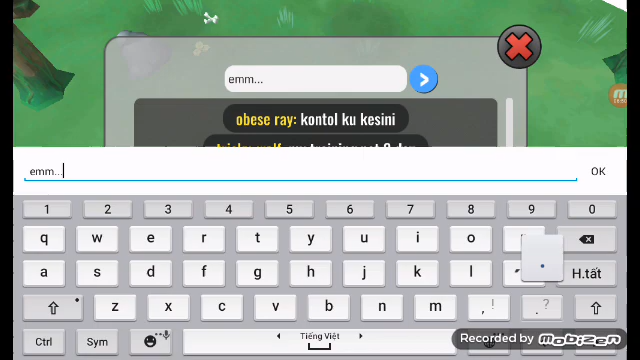 emm...
obese ray: kontol ku kesini
emm...
OK
1 2 3 4 5 6 7 8 9 0
q w e r t y u i o
a s d f g h j k l H.tất
z x c v b n m , ! . ?
Ctrl Sym Tiếng Việt
Recorded by
MOBIZEN